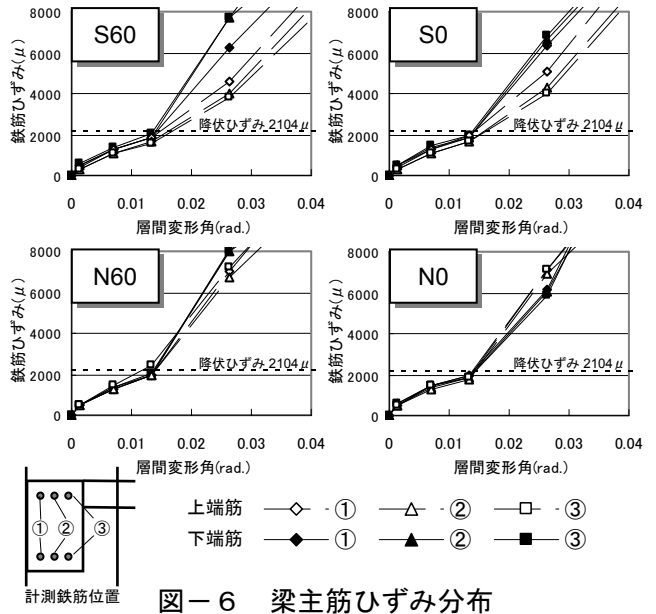 S60
鉄筋ひずみ(μ)
8000
6000
4000
2000
0
降伏ひずみ 2104μ
0 0.01 0.02 0.03 0.04
層間変形角(rad.)
S0
鉄筋ひずみ(μ)
8000
6000
4000
2000
0
降伏ひずみ 2104μ
0 0.01 0.02 0.03 0.04
層間変形角(rad.)
N60
鉄筋ひずみ(μ)
8000
6000
4000
2000
0
降伏ひずみ 2104μ
0 0.01 0.02 0.03 0.04
層間変形角(rad.)
N0
鉄筋ひずみ(μ)
8000
6000
4000
2000
0
降伏ひずみ 2104μ
0 0.01 0.02 0.03 0.04
層間変形角(rad.)
① ② ③
計測鉄筋位置
上端筋 ① ② ③
下端筋 ① ② ③
図-6 梁主筋ひずみ分布